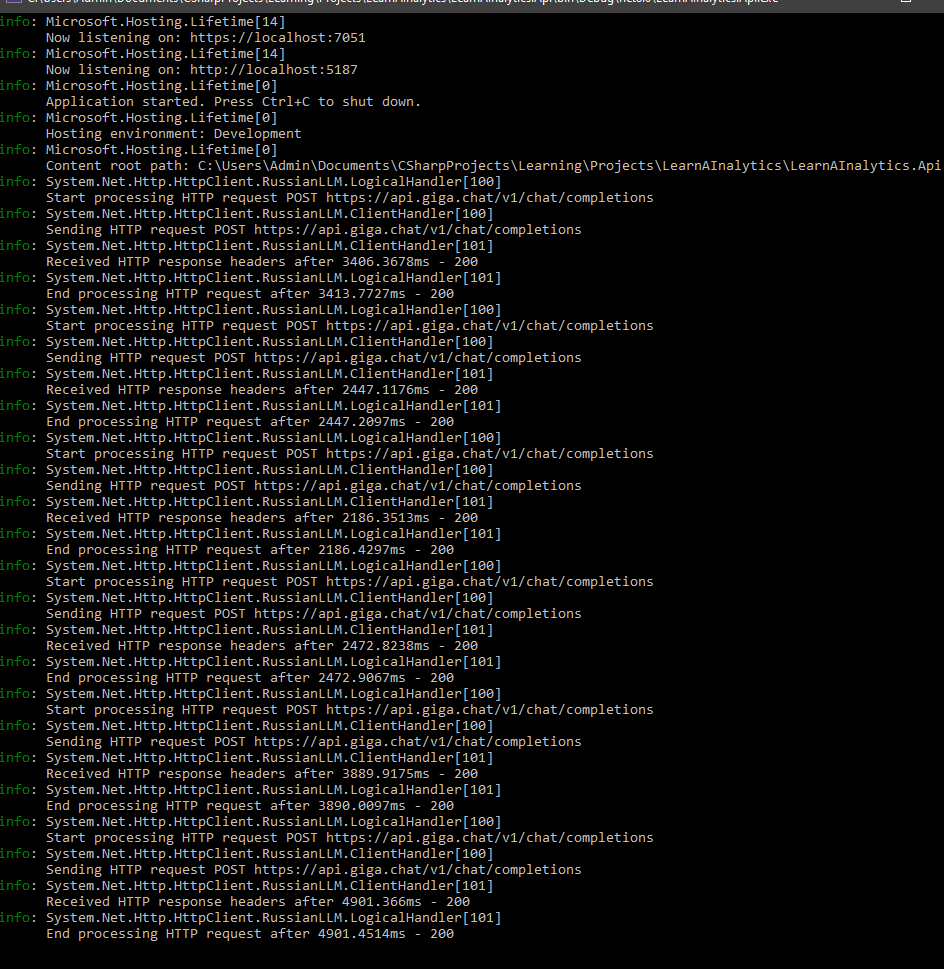 info: Microsoft.Hosting.Lifetime[14]
Now listening on: https://localhost:7051
info: Microsoft.Hosting.Lifetime[14]
Now listening on: http://localhost:5187
info: Microsoft.Hosting.Lifetime[0]
Application started. Press Ctrl+C to shut down.
info: Microsoft.Hosting.Lifetime[0]
Hosting environment: Development
info: Microsoft.Hosting.Lifetime[0]
Content root path: C:\Users\Admin\Documents\CSharpProjects\Learning\Projects\LearnAInalytics\LearnAInalytics.Api
info: System.Net.Http.HttpClient.RussianLLM.LogicalHandler[100]
Start processing HTTP request POST https://api.giga.chat/v1/chat/completions
info: System.Net.Http.HttpClient.RussianLLM.ClientHandler[100]
Sending HTTP request POST https://api.giga.chat/v1/chat/completions
info: System.Net.Http.HttpClient.RussianLLM.ClientHandler[101]
Received HTTP response headers after 3406.3678ms - 200
info: System.Net.Http.HttpClient.RussianLLM.LogicalHandler[101]
End processing HTTP request after 3413.7727ms - 200
info: System.Net.Http.HttpClient.RussianLLM.LogicalHandler[100]
Start processing HTTP request POST https://api.giga.chat/v1/chat/completions
info: System.Net.Http.HttpClient.RussianLLM.ClientHandler[100]
Sending HTTP request POST https://api.giga.chat/v1/chat/completions
info: System.Net.Http.HttpClient.RussianLLM.ClientHandler[101]
Received HTTP response headers after 2447.1176ms - 200
info: System.Net.Http.HttpClient.RussianLLM.LogicalHandler[101]
End processing HTTP request after 2447.2097ms - 200
info: System.Net.Http.HttpClient.RussianLLM.LogicalHandler[100]
Start processing HTTP request POST https://api.giga.chat/v1/chat/completions
info: System.Net.Http.HttpClient.RussianLLM.ClientHandler[100]
Sending HTTP request POST https://api.giga.chat/v1/chat/completions
info: System.Net.Http.HttpClient.RussianLLM.ClientHandler[101]
Received HTTP response headers after 2186.3513ms - 200
info: System.Net.Http.HttpClient.RussianLLM.LogicalHandler[101]
End processing HTTP request after 2186.4297ms - 200
info: System.Net.Http.HttpClient.RussianLLM.LogicalHandler[100]
Start processing HTTP request POST https://api.giga.chat/v1/chat/completions
info: System.Net.Http.HttpClient.RussianLLM.ClientHandler[100]
Sending HTTP request POST https://api.giga.chat/v1/chat/completions
info: System.Net.Http.HttpClient.RussianLLM.ClientHandler[101]
Received HTTP response headers after 2472.8238ms - 200
info: System.Net.Http.HttpClient.RussianLLM.LogicalHandler[101]
End processing HTTP request after 2472.9067ms - 200
info: System.Net.Http.HttpClient.RussianLLM.LogicalHandler[100]
Start processing HTTP request POST https://api.giga.chat/v1/chat/completions
info: System.Net.Http.HttpClient.RussianLLM.ClientHandler[100]
Sending HTTP request POST https://api.giga.chat/v1/chat/completions
info: System.Net.Http.HttpClient.RussianLLM.ClientHandler[101]
Received HTTP response headers after 3889.9175ms - 200
info: System.Net.Http.HttpClient.RussianLLM.LogicalHandler[101]
End processing HTTP request after 3890.0097ms - 200
info: System.Net.Http.HttpClient.RussianLLM.LogicalHandler[100]
Start processing HTTP request POST https://api.giga.chat/v1/chat/completions
info: System.Net.Http.HttpClient.RussianLLM.ClientHandler[100]
Sending HTTP request POST https://api.giga.chat/v1/chat/completions
info: System.Net.Http.HttpClient.RussianLLM.ClientHandler[101]
Received HTTP response headers after 4901.366ms - 200
info: System.Net.Http.HttpClient.RussianLLM.LogicalHandler[101]
End processing HTTP request after 4901.4514ms - 200